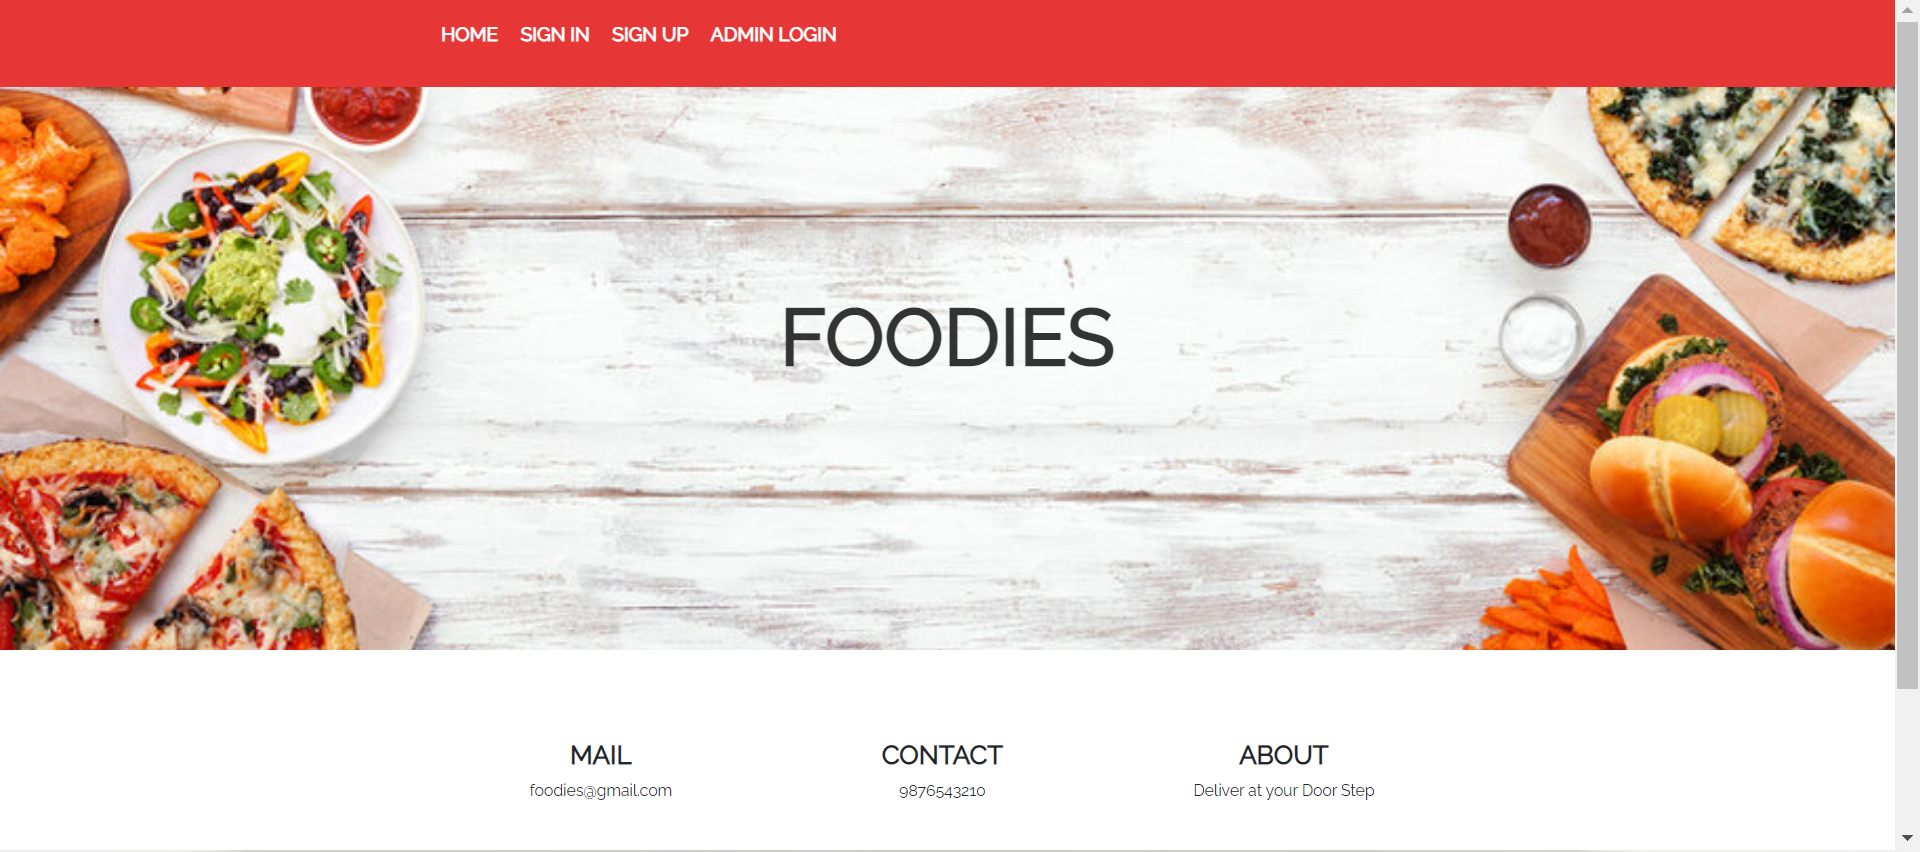 HOME SIGN IN SIGN UP ADMIN LOGIN
FOODIES
MAIL CONTACT ABOUT
foodies@gmail.com 9876543210 Deliver at your Door Step